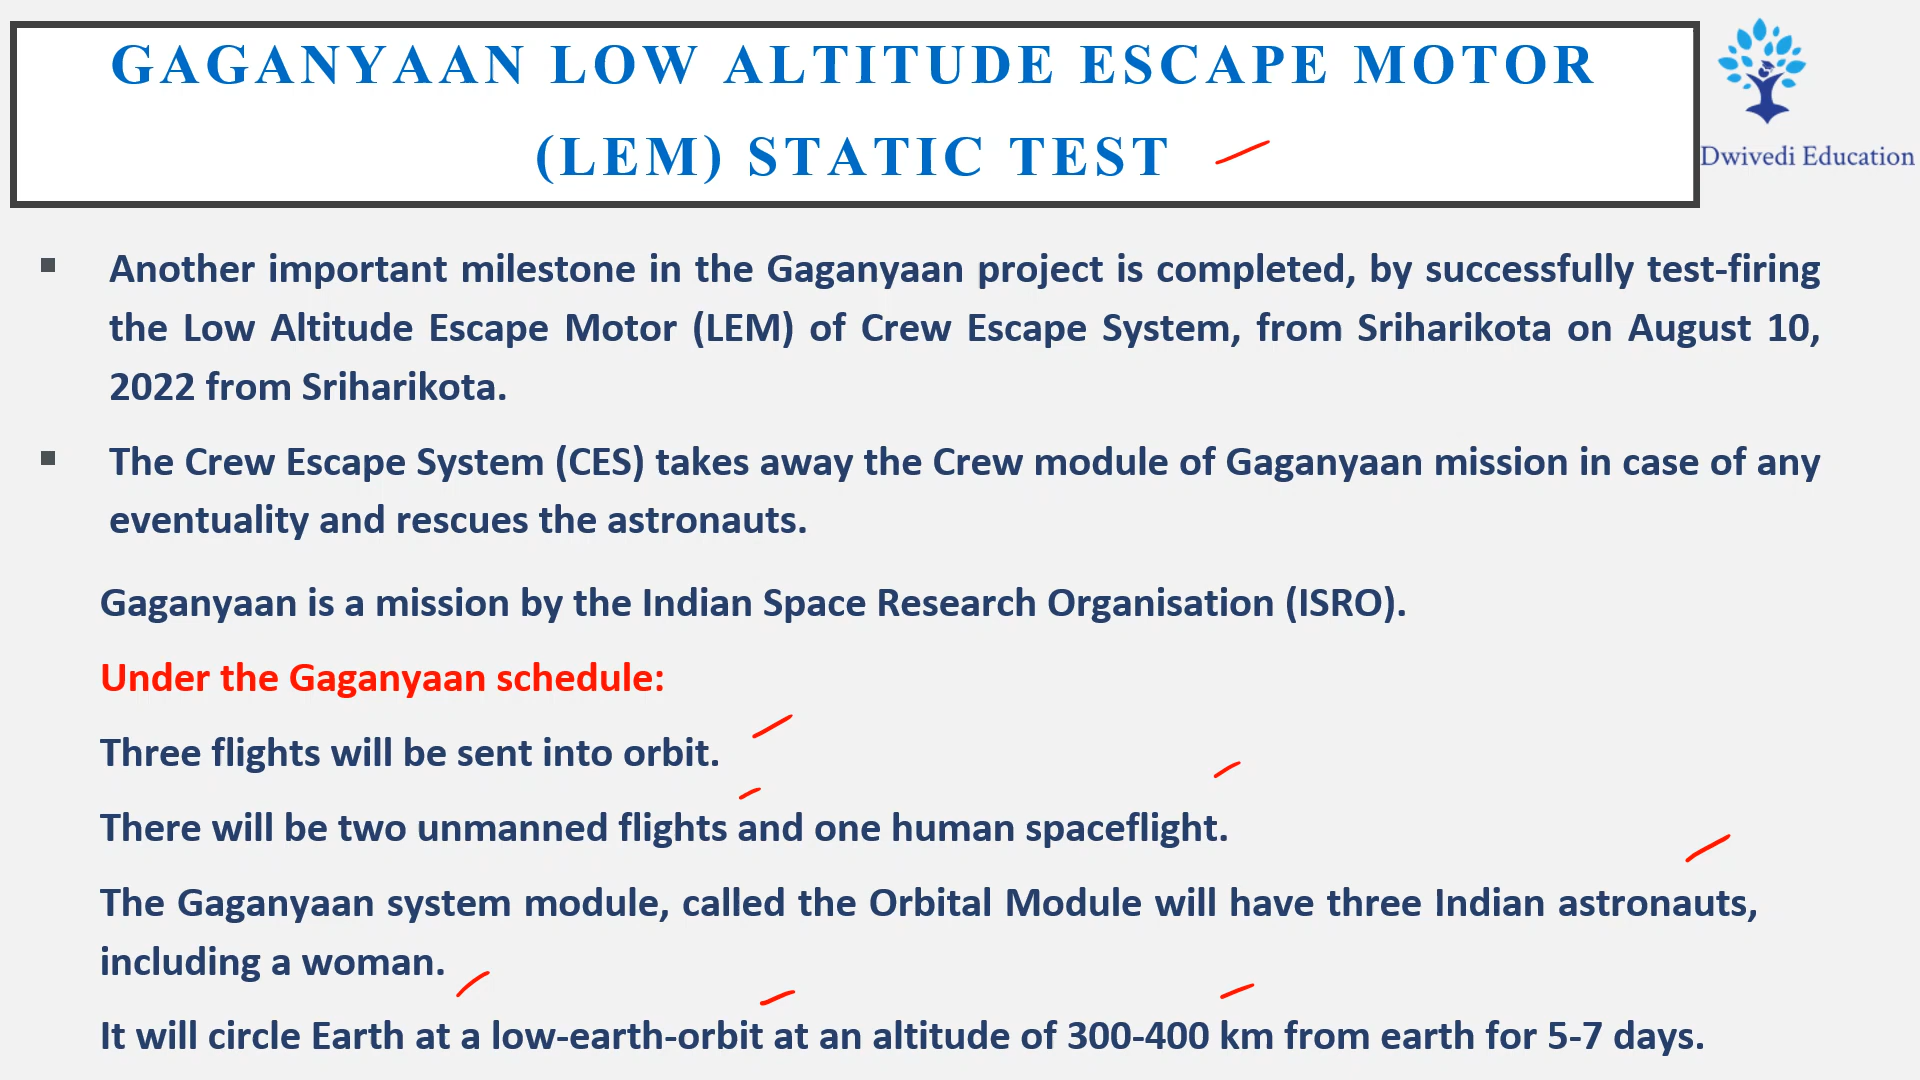 GAGANYAAN LOW ALTITUDE ESCAPE MOTOR
(LEM) STATIC TEST
Dwivedi Education
Another important milestone in the Gaganyaan project is completed, by successfully test-firing
the Low Altitude Escape Motor (LEM) of Crew Escape System, from Sriharikota on August 10,
2022 from Sriharikota.
The Crew Escape System (CES) takes away the Crew module of Gaganyaan mission in case of any
eventuality and rescues the astronauts.
Gaganyaan is a mission by the Indian Space Research Organisation (ISRO).
Under the Gaganyaan schedule:
Three flights will be sent into orbit.
There will be two unmanned flights and one human spaceflight.
The Gaganyaan system module, called the Orbital Module will have three Indian astronauts,
including a woman.
It will circle Earth at a low-earth-orbit at an altitude of 300-400 km from earth for 5-7 days.